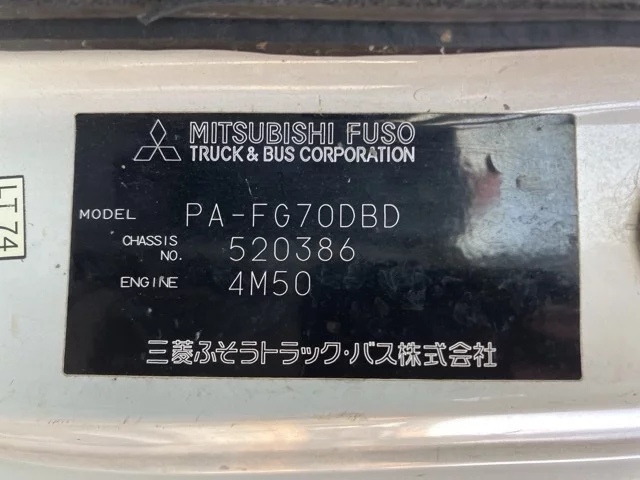 MITSUBISHI FUSO
TRUCK & BUS CORPORATION
MODEL PA-FG70DBD
CHASSIS NO. 520386
ENGINE 4M50
三菱ふそうトラック・バス株式会社
LT74